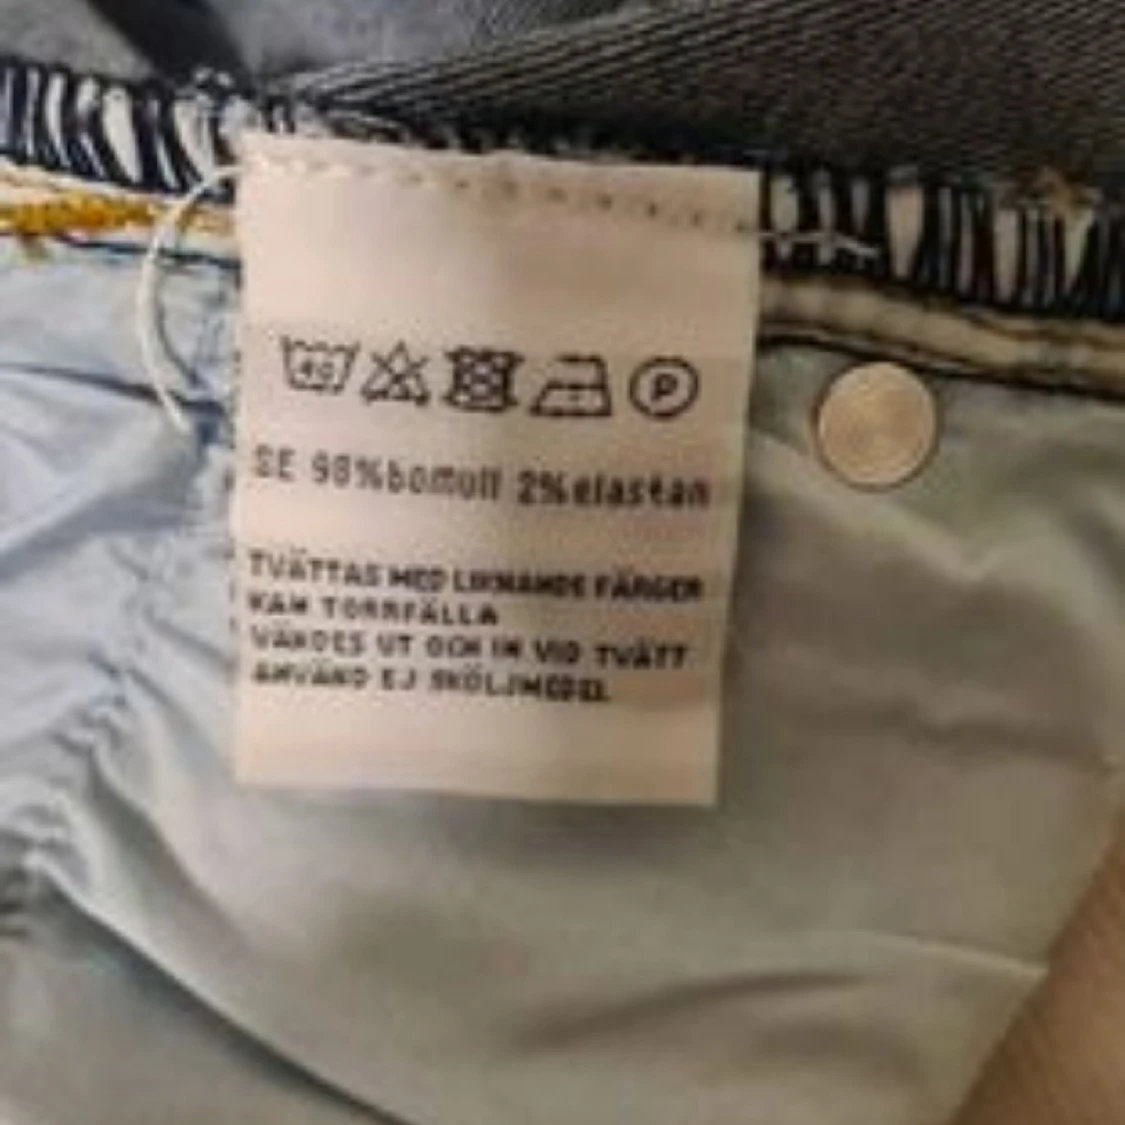 40
P
SE 98%bomull 2%elastan
TVÄTTAS MED LIKNANDE FÄRGER
KAN TORRFÄLLA
VÄNDES UT OCH IN VID TVÄTT
ANVÄND EJ SKÖLJMEDEL